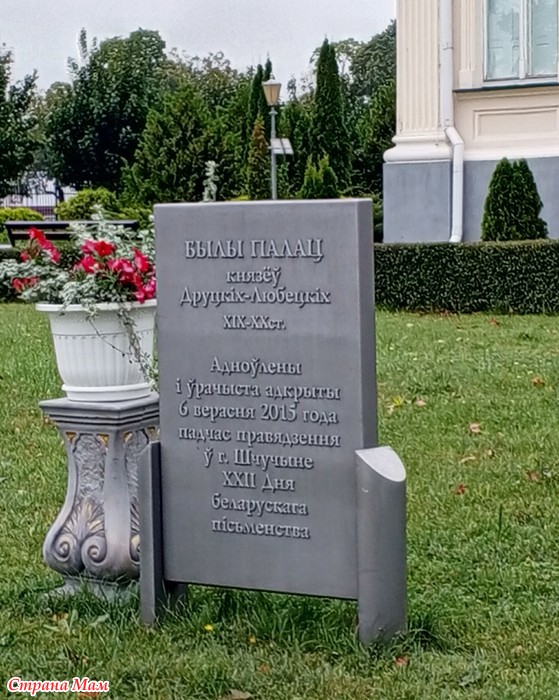 БЫЛЫ ПАЛАЦ
князёў
Друцкіх-Любецкіх
XIX-XXст.
Адноўлены
і ўрачыста адкрыты
6 верасня 2015 года
падчас правядзення
ў г. Шчучыне
XXII Дня
беларускага
пісьменства
Страна Мам